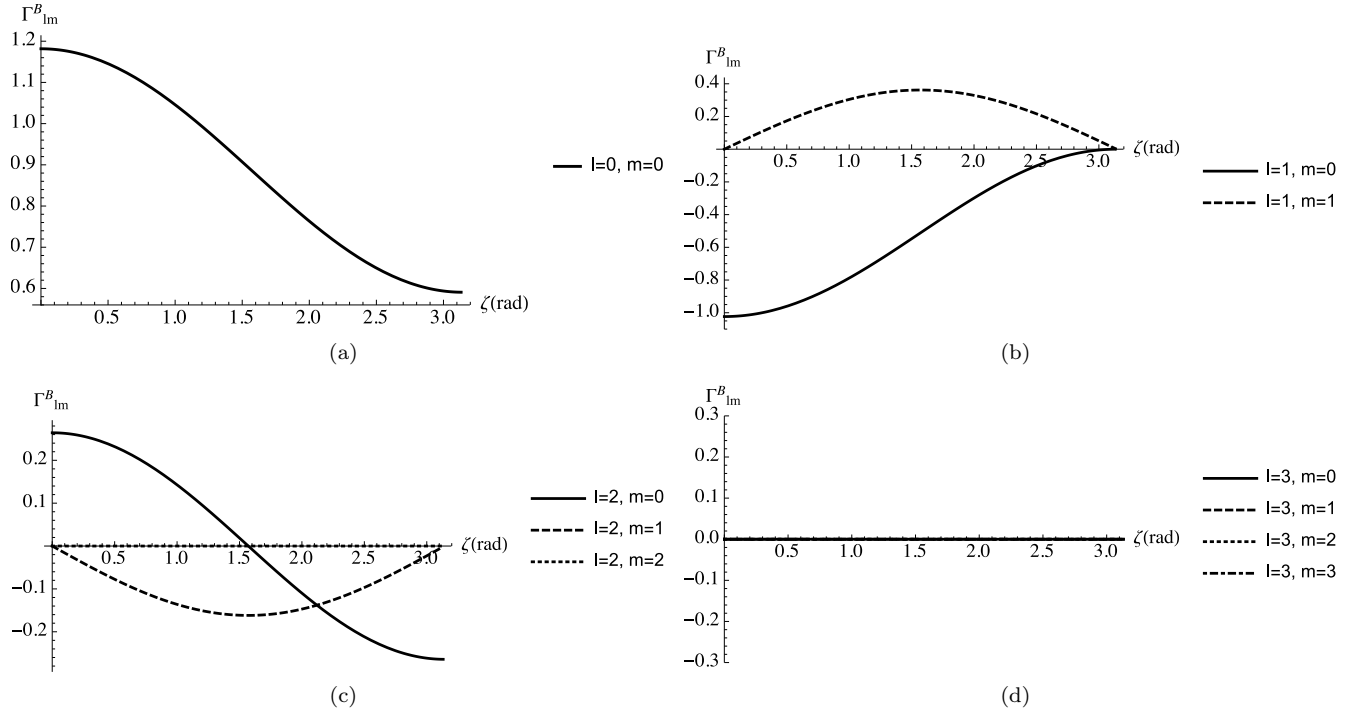 Γᴮₗₘ
1.2
1.1
1.0
0.9
0.8
0.7
0.6
0.5 1.0 1.5 2.0 2.5 3.0
ζ(rad)
l=0, m=0
(a)
Γᴮₗₘ
0.4
0.2
−0.2
−0.4
−0.6
−0.8
−1.0
0.5 1.0 1.5 2.0 2.5 3.0
ζ(rad)
l=1, m=0
l=1, m=1
(b)
Γᴮₗₘ
0.2
0.1
−0.1
−0.2
0.5 1.0 1.5 2.0 2.5 3.0
ζ(rad)
l=2, m=0
l=2, m=1
l=2, m=2
(c)
Γᴮₗₘ
0.3
0.2
0.1
0.0
−0.1
−0.2
−0.3
0.5 1.0 1.5 2.0 2.5 3.0
ζ(rad)
l=3, m=0
l=3, m=1
l=3, m=2
l=3, m=3
(d)